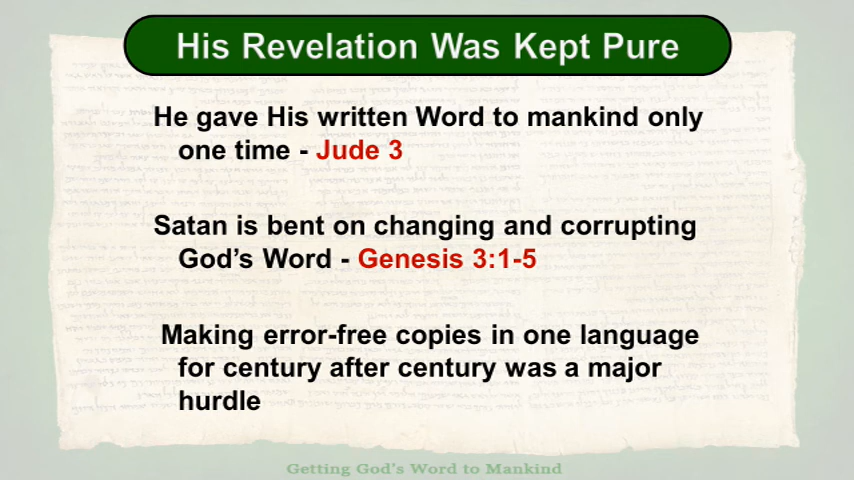 His Revelation Was Kept Pure
He gave His written Word to mankind only
one time - Jude 3
Satan is bent on changing and corrupting
God’s Word - Genesis 3:1-5
Making error-free copies in one language
for century after century was a major
hurdle
Getting God’s Word to Mankind